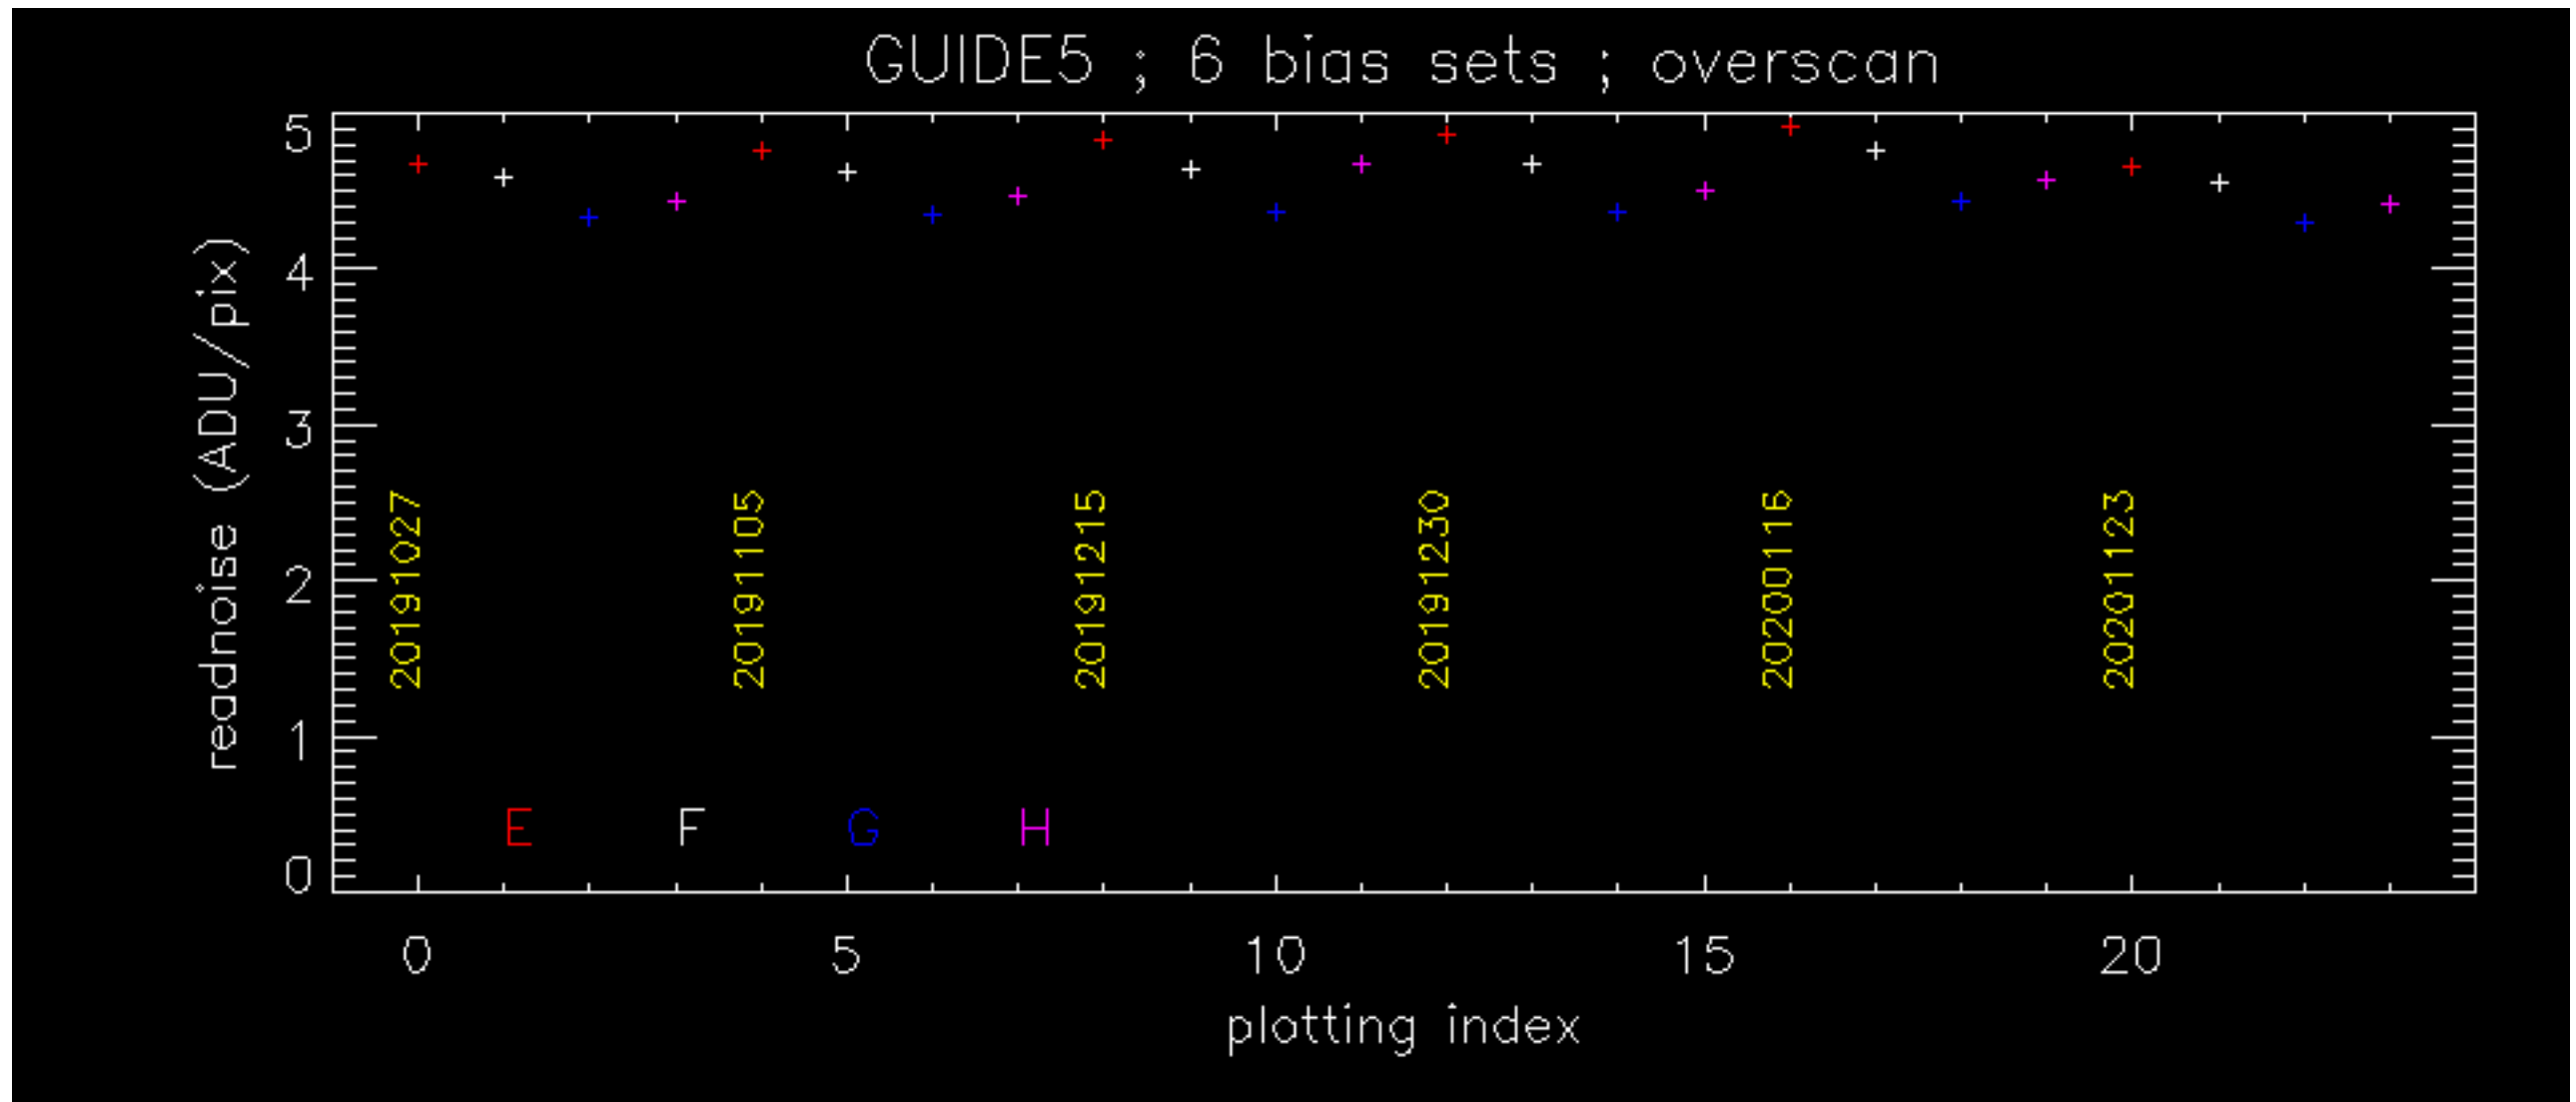 GUIDE5 ; 6 bias sets ; overscan
readnoise (ADU/pix)
5
4
3
2
1
0
20191027
20191105
20191215
20191230
20200116
20201123
E F G H
0 5 10 15 20
plotting index